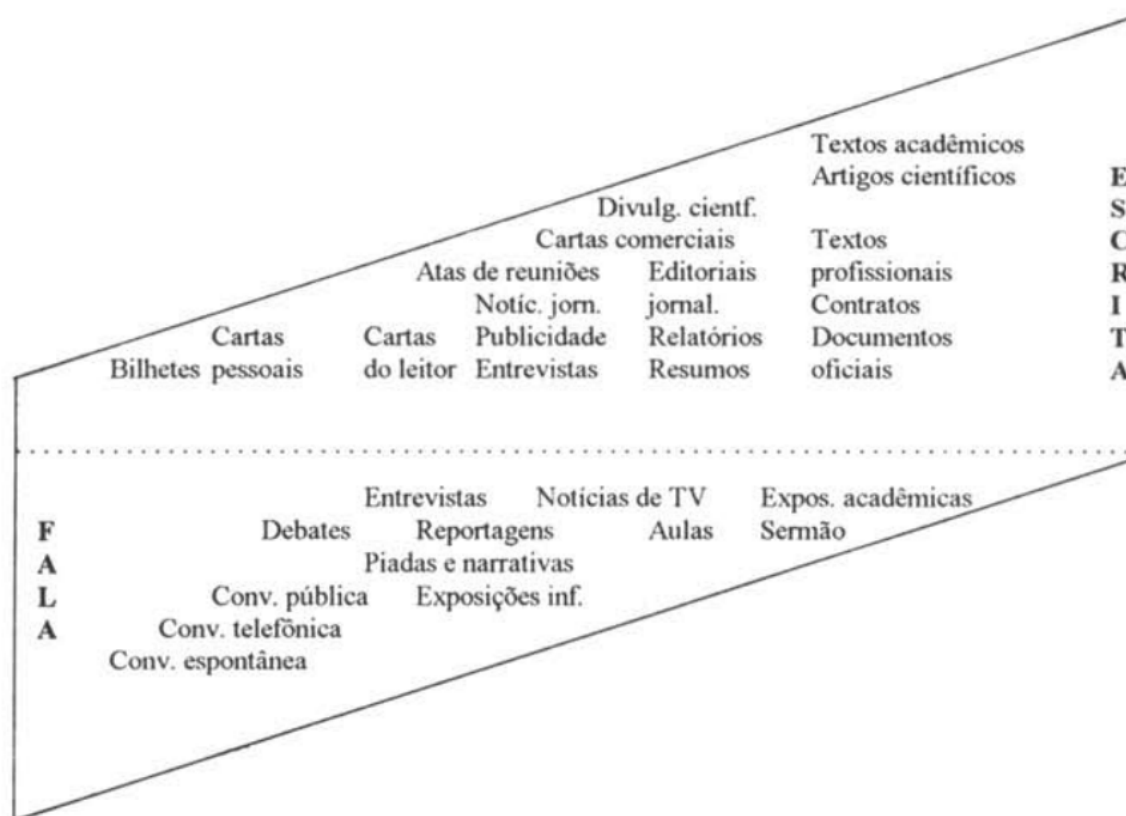 Textos acadêmicos
Artigos científicos
Divulg. cientf.
Cartas comerciais Textos
Atas de reuniões Editoriais profissionais
Notíc. jorn. jornal. Contratos
Cartas Cartas Publicidade Relatórios Documentos
Bilhetes pessoais do leitor Entrevistas Resumos oficiais
E
S
C
R
I
T
A
Entrevistas Notícias de TV Expos. acadêmicas
Debates Reportagens Aulas Sermão
Piadas e narrativas
Conv. pública Exposições inf.
Conv. telefônica
Conv. espontânea
F
A
L
A